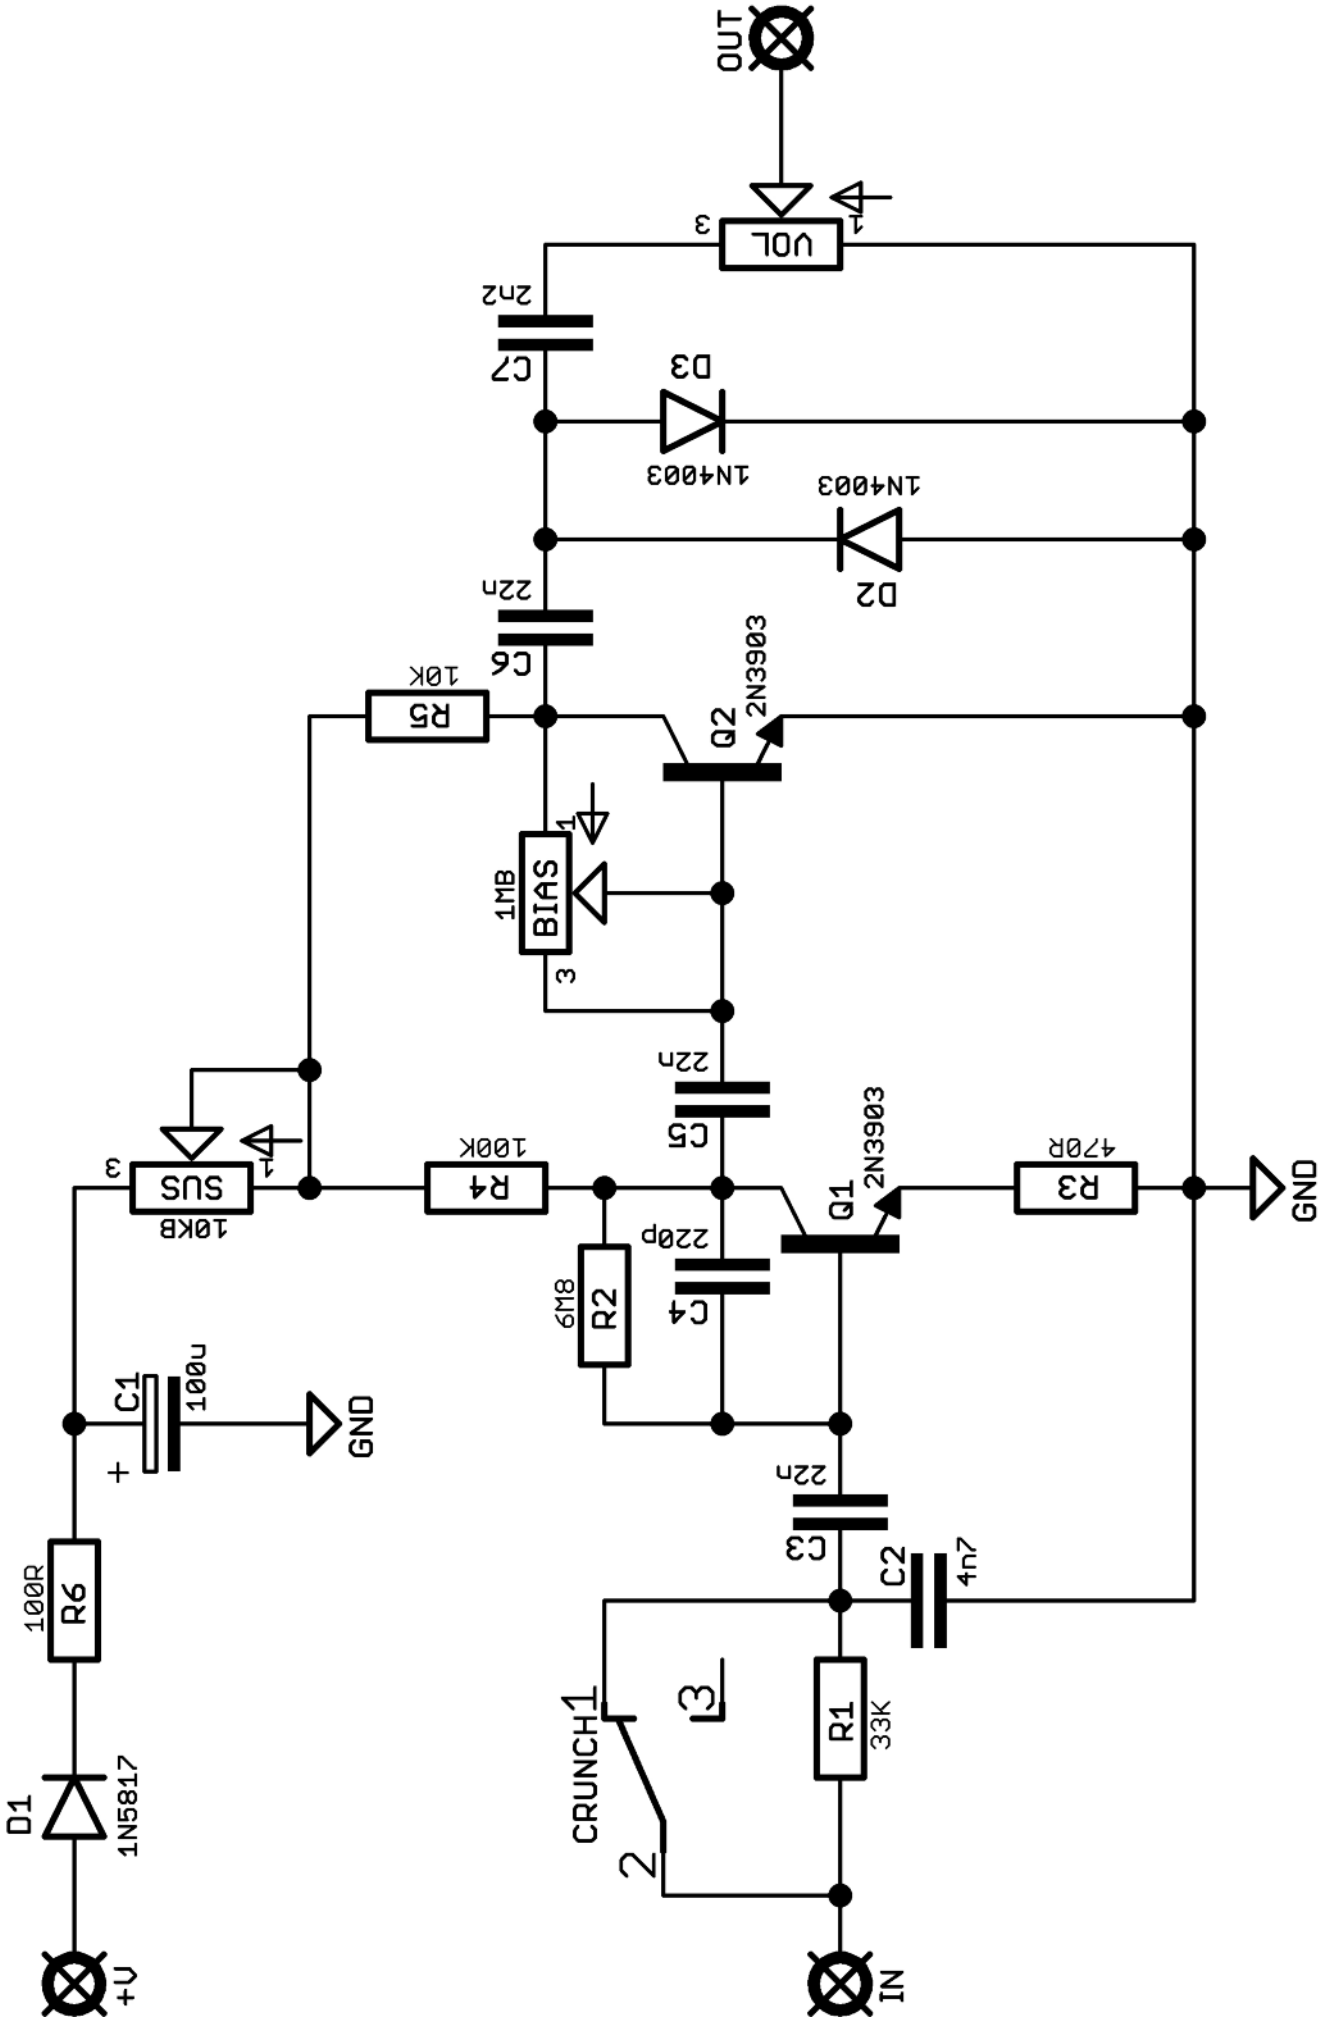 OUT
3
VOL
1
2n2
C7
D3
1N4003
1N4003
D2
22n
C6
10K
R5
Q2
2N3903
1
1MB
BIAS
3
22n
C5
3
SUS
1
10KB
100K
R4
Q1
2N3903
470R
R3
GND
220p
C4
6M8
R2
C1
100u
+
GND
22n
C3
C2
4n7
100R
R6
CRUNCH
1
3
2
R1
33K
D1
1N5817
+V
IN